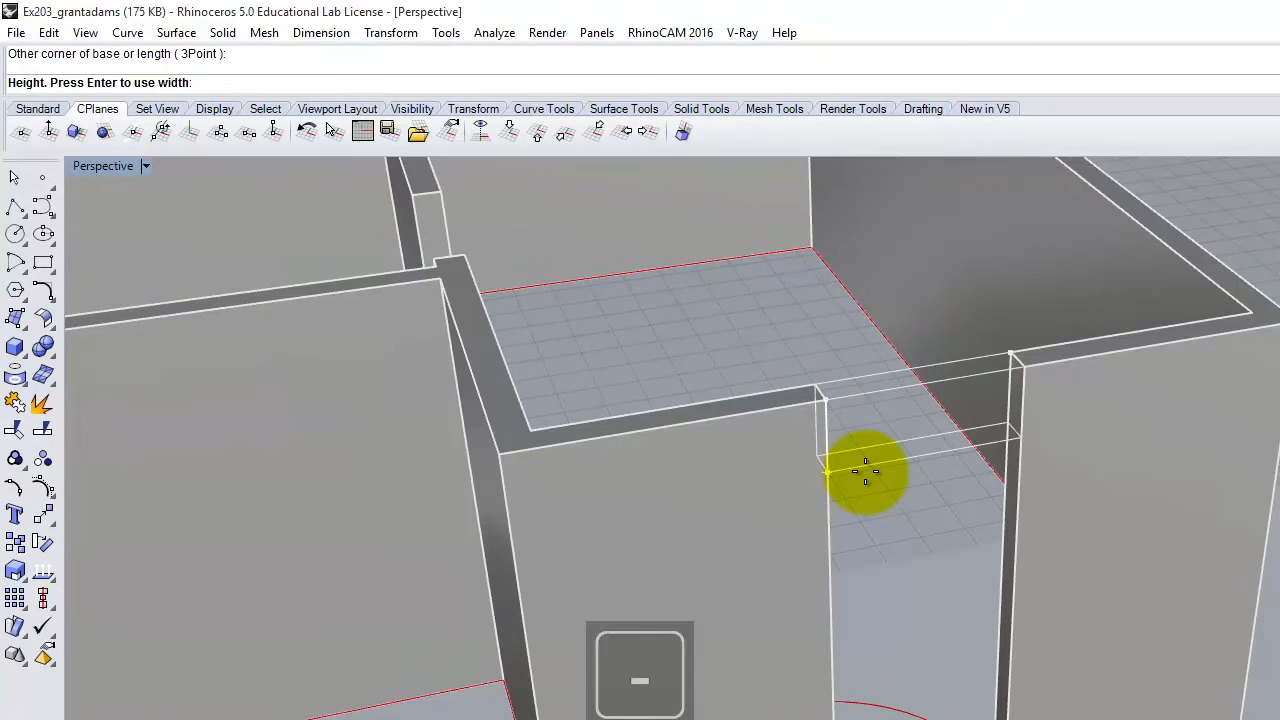 Ex203_grantadams (175 KB) - Rhinoceros 5.0 Educational Lab License - [Perspective]
File Edit View Curve Surface Solid Mesh Dimension Transform Tools Analyze Render Panels RhinoCAM 2016 V-Ray Help
Other corner of base or length ( 3Point ):
Height. Press Enter to use width:
Standard CPlanes Set View Display Select Viewport Layout Visibility Transform Curve Tools Surface Tools Solid Tools Mesh Tools Render Tools Drafting New in V5
Perspective
-